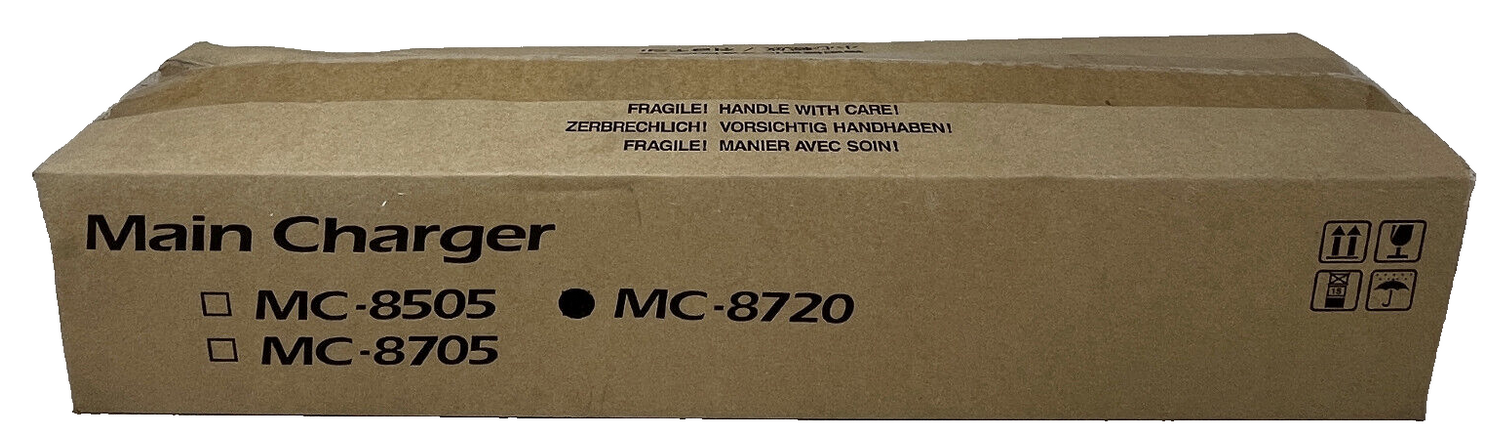 FRAGILE! HANDLE WITH CARE!
ZERBRECHLICH! VORSICHTIG HANDHABEN!
FRAGILE! MANIER AVEC SOIN!
Main Charger
MC-8505
MC-8720
MC-8705
15